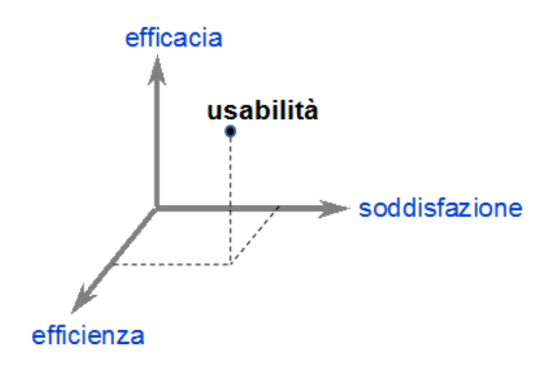 efficacia
usabilità
soddisfazione
efficienza